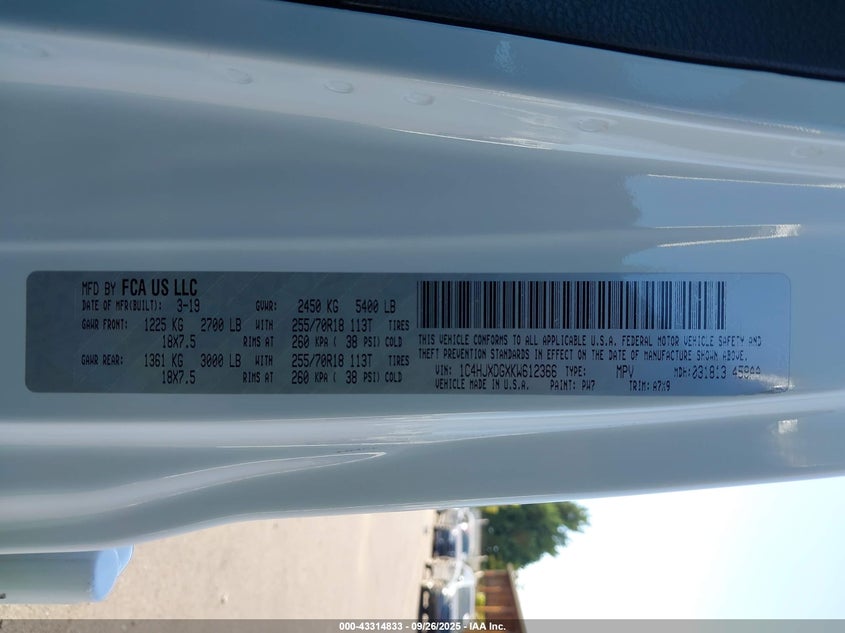 MFD BY FCA US LLC
DATE OF MFR(BUILT): 3-19 GVWR: 2450 KG 5400 LB
GAWR FRONT: 1225 KG 2700 LB WITH 255/70R18 113T TIRES
18X7.5 RIMS AT 260 KPA ( 38 PSI) COLD
GAWR REAR: 1361 KG 3000 LB WITH 255/70R18 113T TIRES
18X7.5 RIMS AT 260 KPA ( 38 PSI) COLD
THIS VEHICLE CONFORMS TO ALL APPLICABLE U.S.A. FEDERAL MOTOR VEHICLE SAFETY AND
THEFT PREVENTION STANDARDS IN EFFECT ON THE DATE OF MANUFACTURE SHOWN ABOVE.
VIN: 1C4HJXDGXKW612366 TYPE: MPV MDH: 031813
VEHICLE MADE IN U.S.A. PAINT: PW7 TRIM:
000-43314833 - 09/26/2025 - IAA Inc.